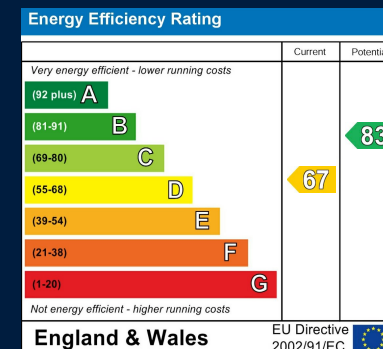 Energy Efficiency Rating
Current
Very energy efficient - lower running costs
(92 plus) A
(81-91) B
83
(69-80) C
(55-68) D
67
(39-54) E
(21-38) F
(1-20) G
Not energy efficient - higher running costs
England & Wales
EU Directive
2002/91/EC